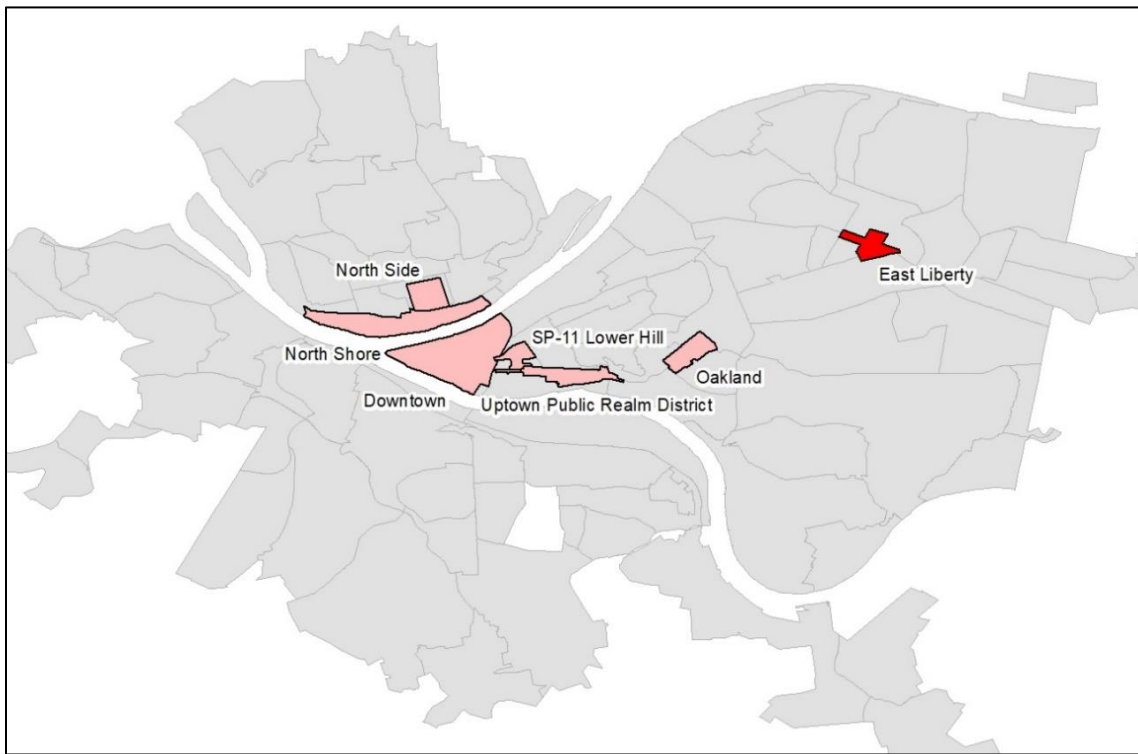 North Side
East Liberty
SP-11 Lower Hill
North Shore
Oakland
Downtown
Uptown Public Realm District